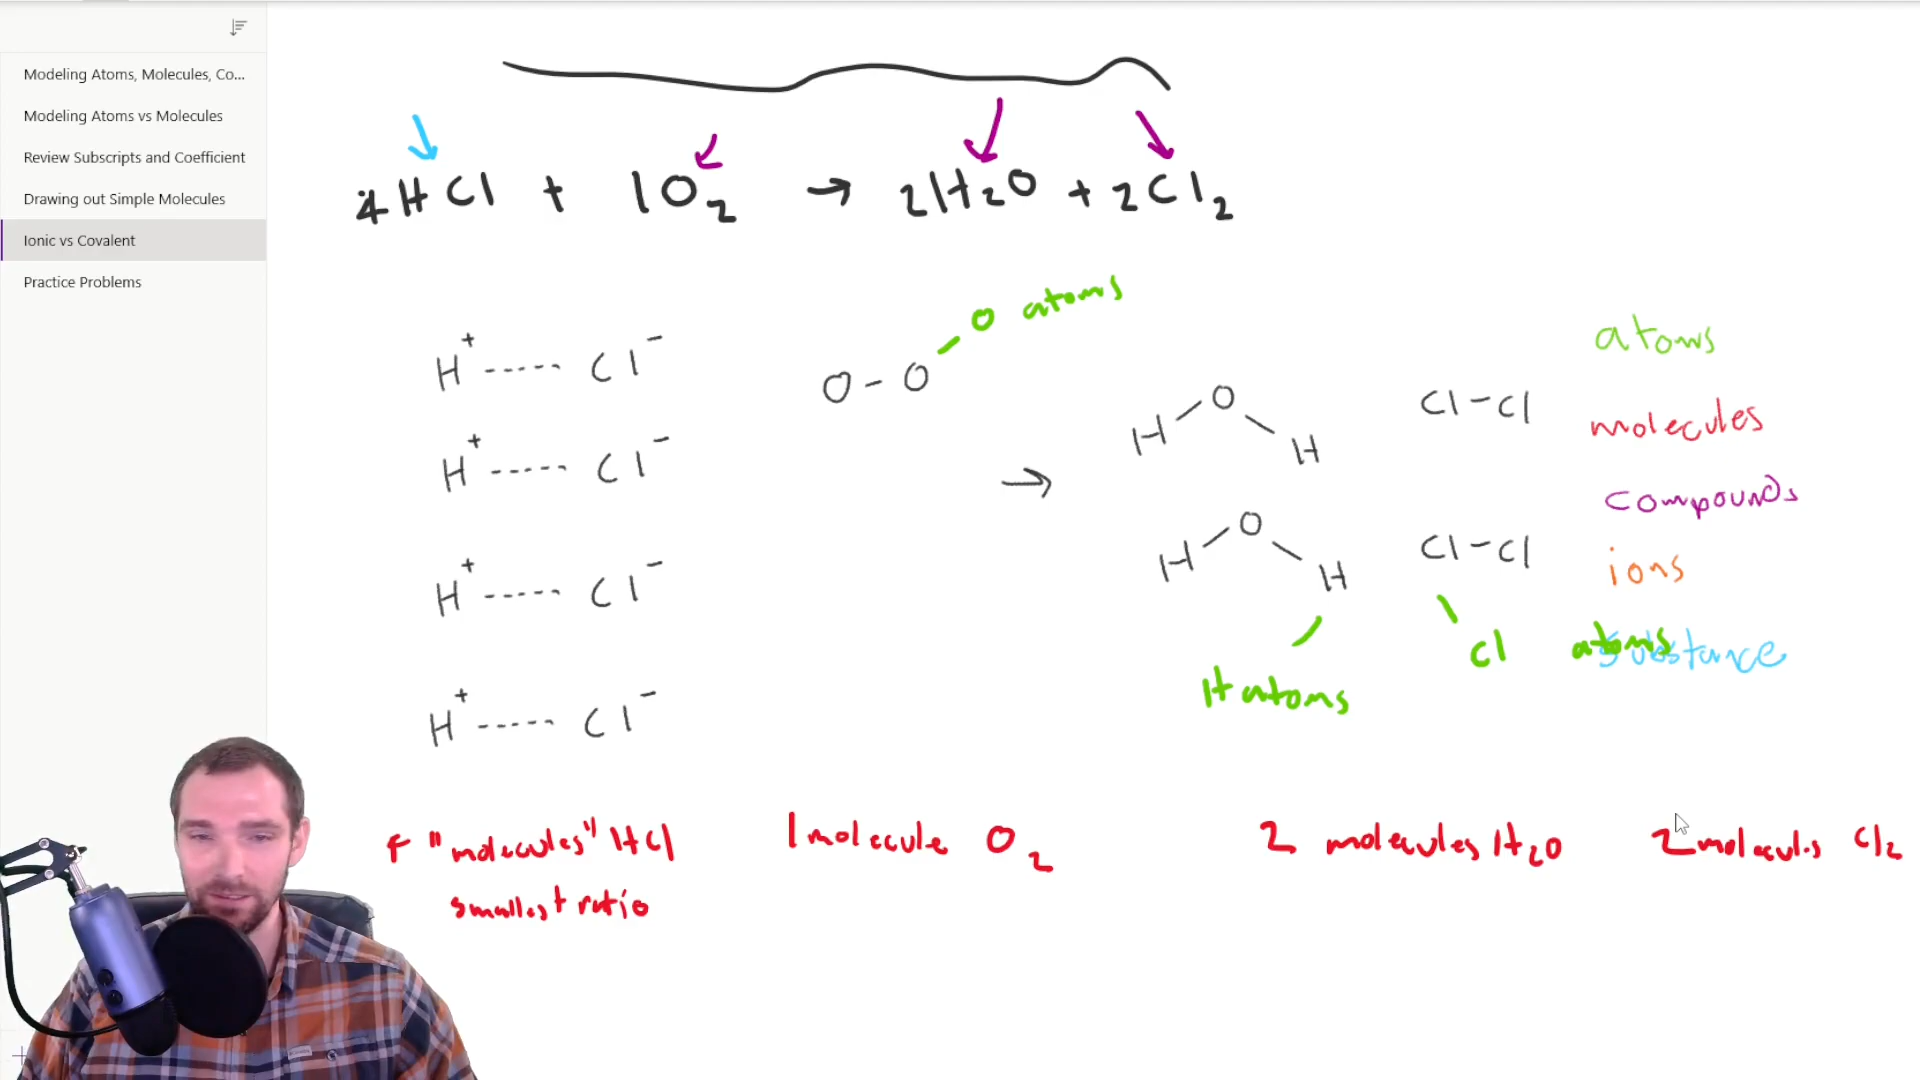 Modeling Atoms, Molecules, Co...
Modeling Atoms vs Molecules
Review Subscripts and Coefficient
Drawing out Simple Molecules
Ionic vs Covalent
Practice Problems
4HCl + 1O2 → 2H2O + 2Cl2
O atoms
H+ ----- Cl-
O - O
H+ ----- Cl-
H+ ----- Cl-
H+ ----- Cl-
→
O
H H
Cl-Cl
O
H H
Cl-Cl
H atoms
Cl atoms
atoms
molecules
compounds
ions
substance
4 "molecules" HCl
smallest ratio
1 molecule O2
2 molecules H2O
2 molecules Cl2